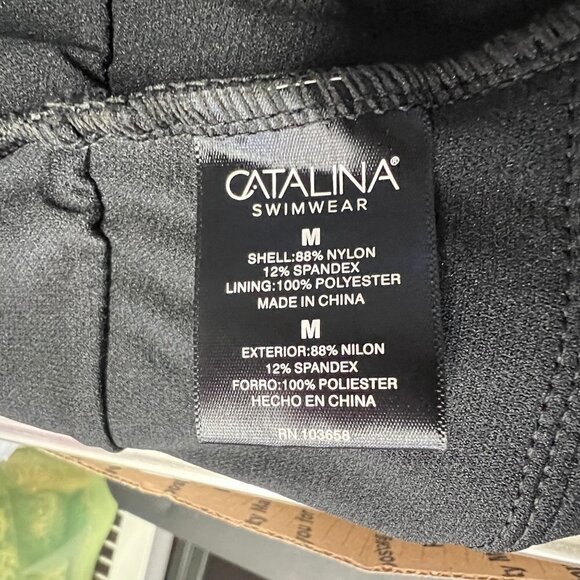 CATALINA®
SWIMWEAR
M
SHELL:88% NYLON
12% SPANDEX
LINING:100% POLYESTER
MADE IN CHINA
M
EXTERIOR:88% NILON
12% SPANDEX
FORRO:100% POLIESTER
HECHO EN CHINA
RN 103658